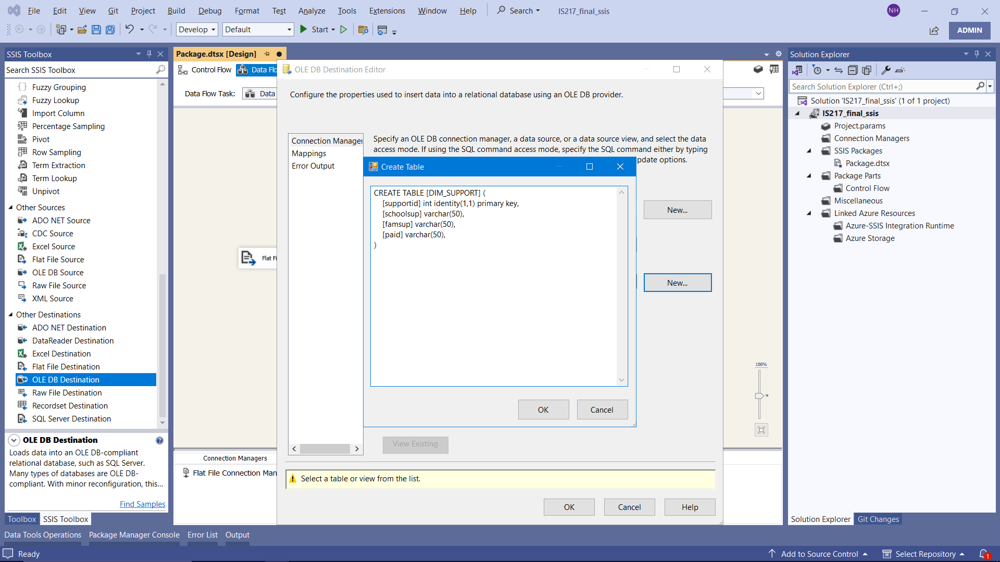 File Edit View Git Project Build Debug Format Test Analyze Tools Extensions Window Help Search IS217_final_ssis NH
Develop Default Start ADMIN
SSIS Toolbox
Search SSIS Toolbox
Fuzzy Grouping
Fuzzy Lookup
Import Column
Percentage Sampling
Pivot
Row Sampling
Term Extraction
Term Lookup
Unpivot
Other Sources
ADO NET Source
CDC Source
Excel Source
Flat File Source
OLE DB Source
Raw File Source
XML Source
Other Destinations
ADO NET Destination
DataReader Destination
Excel Destination
Flat File Destination
OLE DB Destination
Raw File Destination
Recordset Destination
SQL Server Destination
OLE DB Destination
Loads data into an OLE DB-compliant
relational database, such as SQL Server.
Many types of databases are OLE DB-
compliant. With minor reconfiguration, this...
Find Samples
Toolbox SSIS Toolbox
Package.dtsx [Design]
Control Flow Data Flo
Data Flow Task: Data
Flat Fi
Connection Managers
Flat File Connection Man
100%
OLE DB Destination Editor
Configure the properties used to insert data into a relational database using an OLE DB provider.
Connection Manager
Mappings
Error Output
Specify an OLE DB connection manager, a data source, or a data source view, and select the data
access mode. If using the SQL command access mode, specify the SQL command either by typing
pdate options.
New...
New...
Create Table
CREATE TABLE [DIM_SUPPORT] (
[supportid] int identity(1,1) primary key,
[schoolsup] varchar(50),
[famsup] varchar(50),
[paid] varchar(50),
)
OK Cancel
View Existing
Select a table or view from the list.
OK Cancel Help
Solution Explorer
Search Solution Explorer (Ctrl+;)
Solution 'IS217_final_ssis' (1 of 1 project)
IS217_final_ssis
Project.params
Connection Managers
SSIS Packages
Package.dtsx
Package Parts
Control Flow
Miscellaneous
Linked Azure Resources
Azure-SSIS Integration Runtime
Azure Storage
Solution Explorer Git Changes
Data Tools Operations Package Manager Console Error List Output
Ready Add to Source Control Select Repository 1